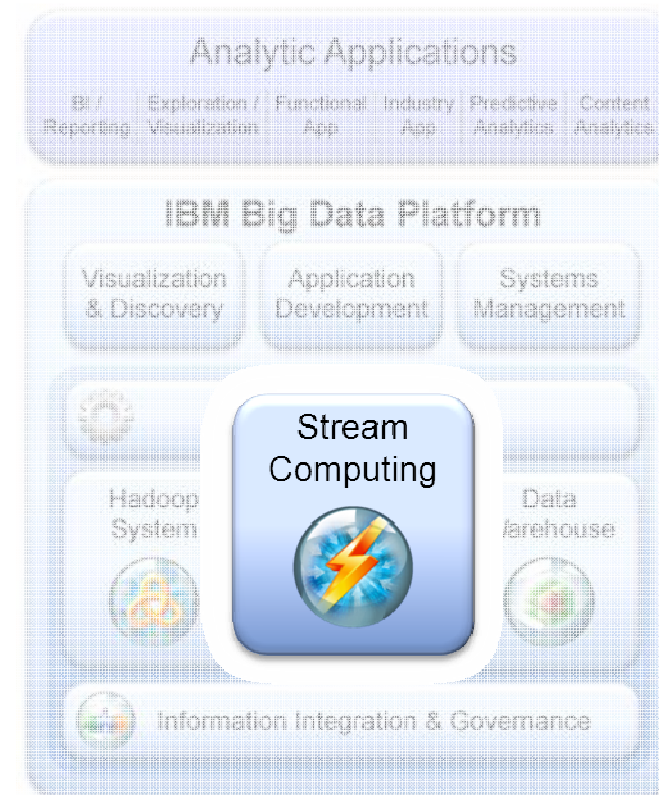 Analytic Applications
BI / Exploration / Functional Industry Predictive Content
Reporting Visualization App App Analytics Analytics
IBM Big Data Platform
Visualization Application Systems
& Discovery Development Management
Stream
Computing
Hadoop Data
System arehouse
Information Integration & Governance